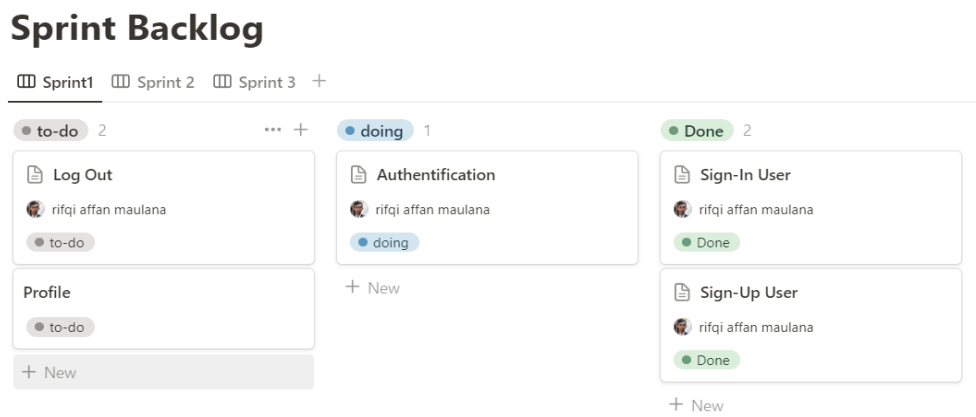 Sprint Backlog
Sprint1 Sprint 2 Sprint 3 +
to-do 2 ... +
Log Out
rifqi affan maulana
to-do
Profile
to-do
+ New
doing 1
Authentification
rifqi affan maulana
doing
+ New
Done 2
Sign-In User
rifqi affan maulana
Done
Sign-Up User
rifqi affan maulana
Done
+ New